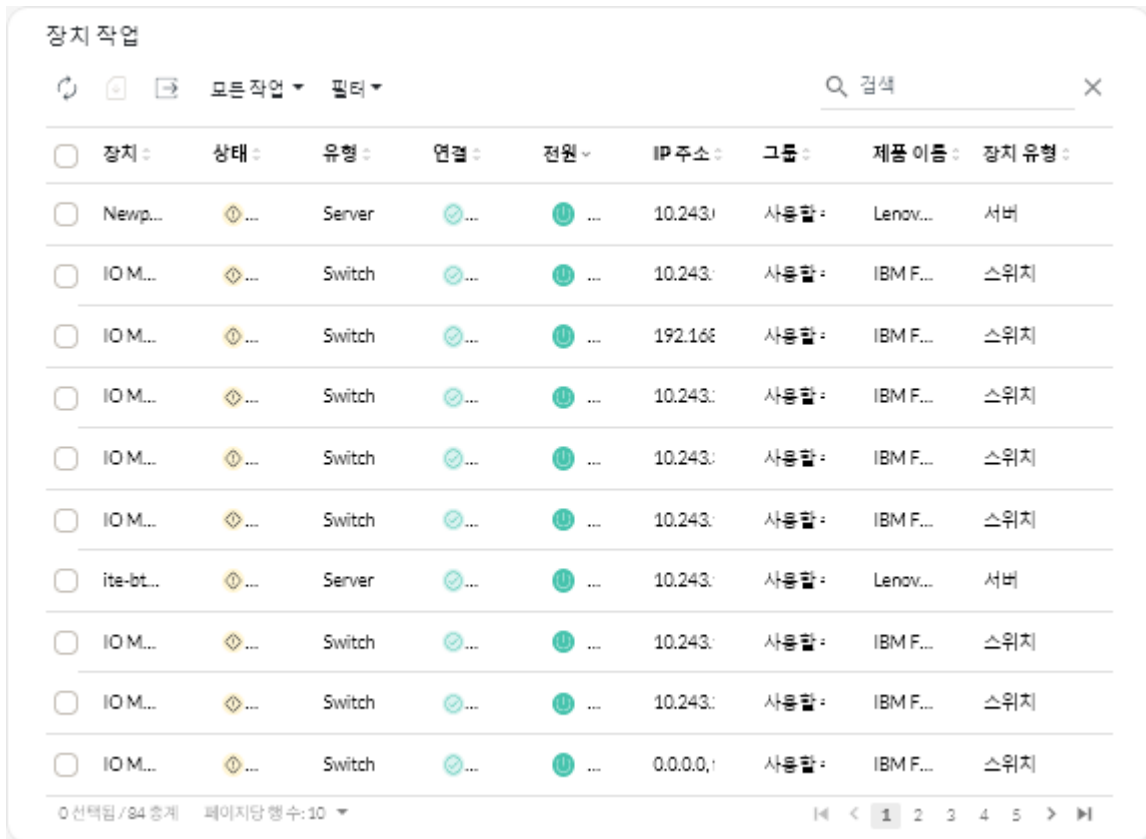 장치 작업
모든 작업 필터 검색
장치 상태 유형 연결 전원 IP 주소 그룹 제품 이름 장치 유형
Newp... ... Server ... ... 10.243. 사용할 Lenov... 서버
IO M... ... Switch ... ... 10.243. 사용할 IBM F... 스위치
IO M... ... Switch ... ... 192.168 사용할 IBM F... 스위치
IO M... ... Switch ... ... 10.243. 사용할 IBM F... 스위치
IO M... ... Switch ... ... 10.243. 사용할 IBM F... 스위치
IO M... ... Switch ... ... 10.243. 사용할 IBM F... 스위치
ite-bt... ... Server ... ... 10.243. 사용할 Lenov... 서버
IO M... ... Switch ... ... 10.243. 사용할 IBM F... 스위치
IO M... ... Switch ... ... 10.243. 사용할 IBM F... 스위치
IO M... ... Switch ... ... 0.0.0.0, 사용할 IBM F... 스위치
0 선택됨 / 84 총계 페이지당 행 수: 10 1 2 3 4 5